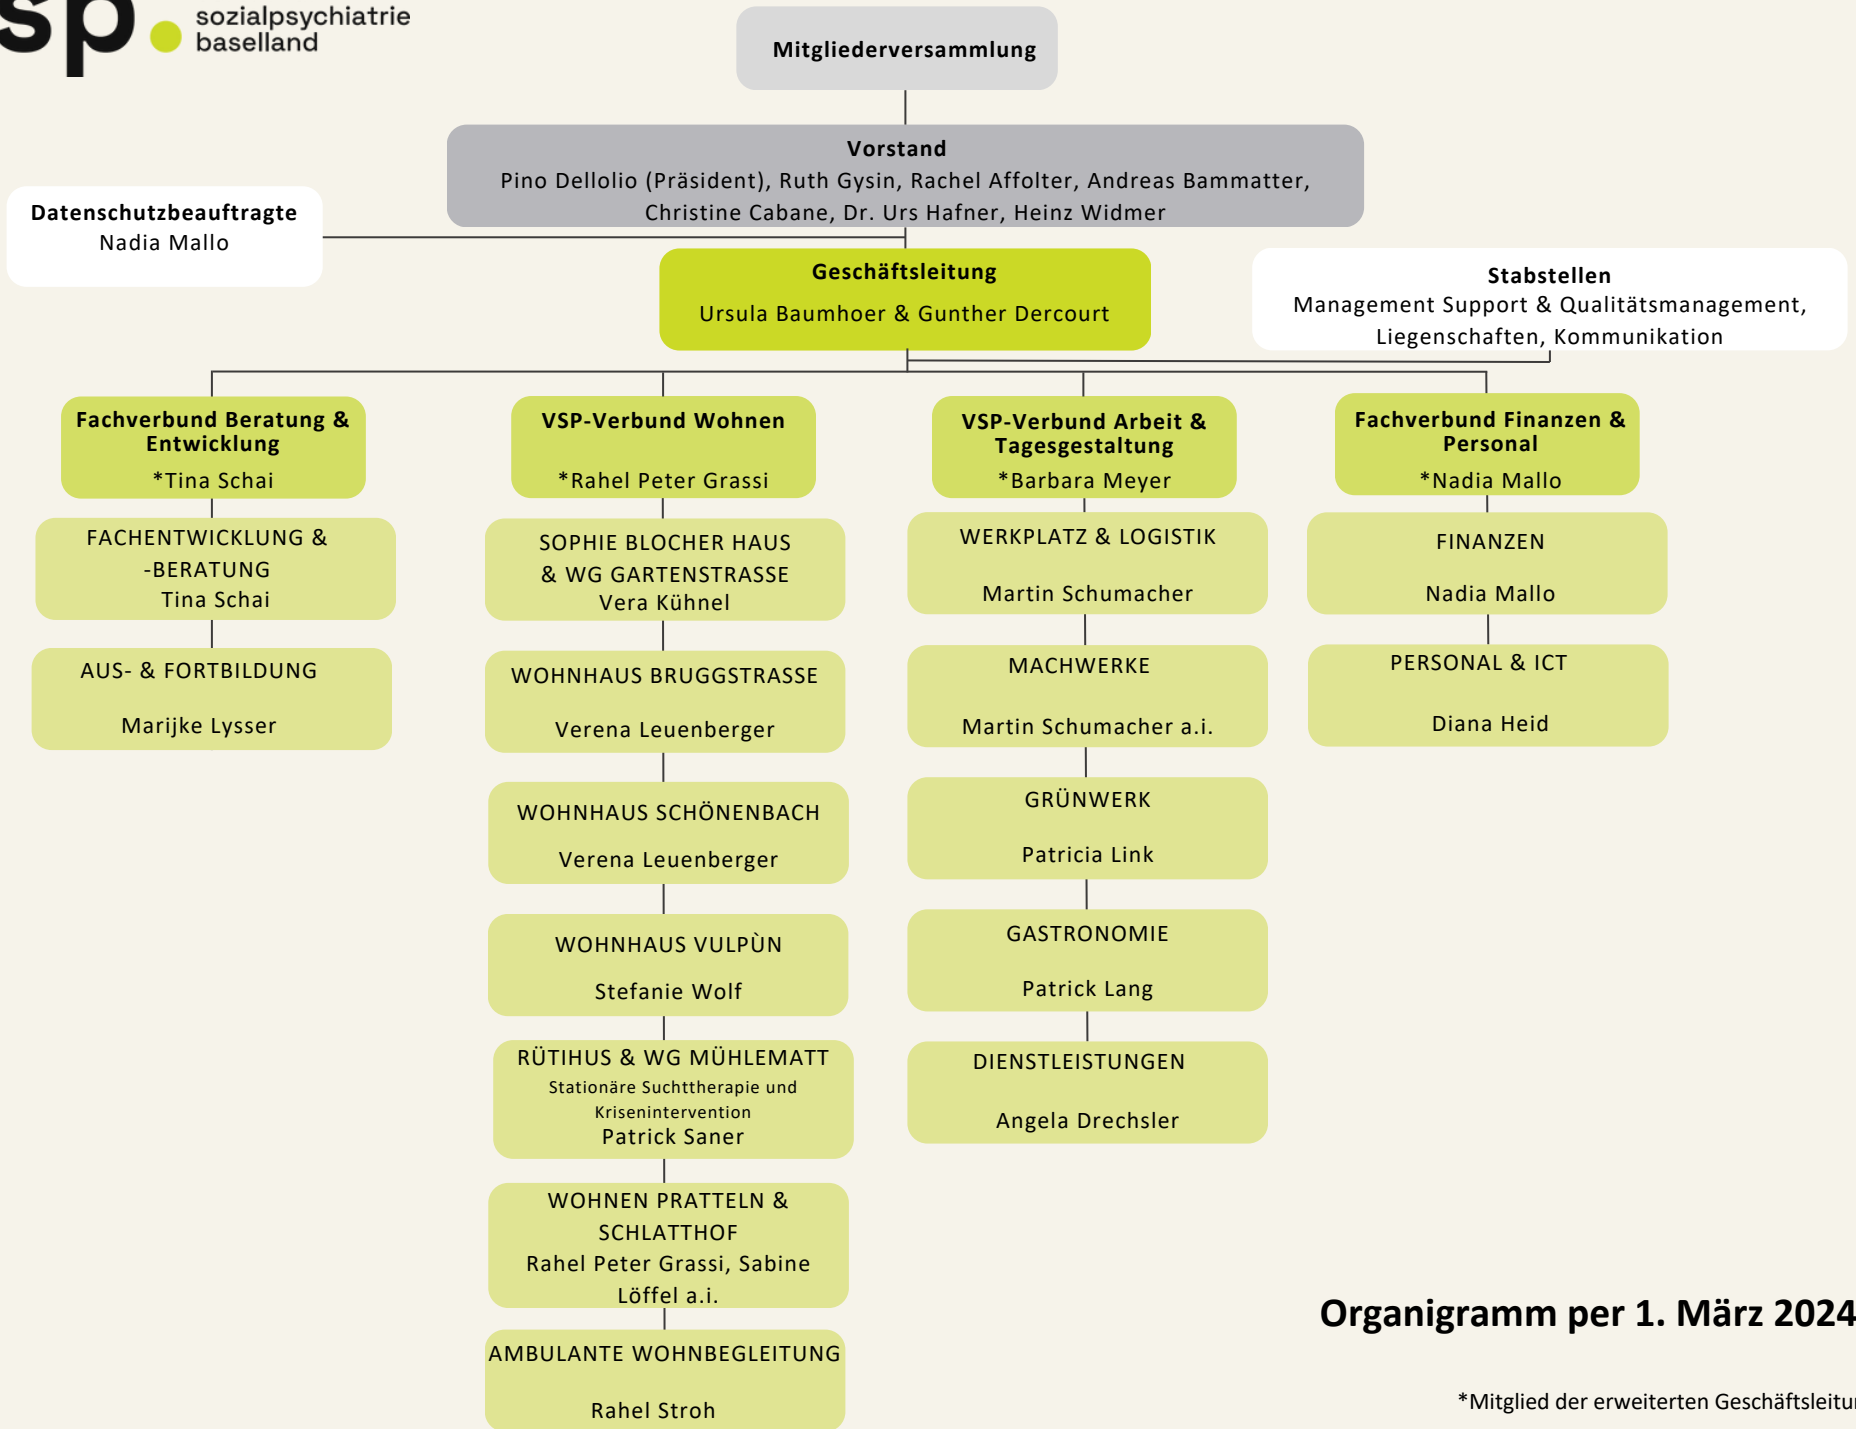 sp.
sozialpsychiatrie
baselland
Mitgliederversammlung
Vorstand
Pino Dellolio (Präsident), Ruth Gysin, Rachel Affolter, Andreas Bammatter,
Christine Cabane, Dr. Urs Hafner, Heinz Widmer
Datenschutzbeauftragte
Nadia Mallo
Geschäftsleitung
Ursula Baumhoer & Gunther Dercourt
Stabstellen
Management Support & Qualitätsmanagement,
Liegenschaften, Kommunikation
Fachverbund Beratung &
Entwicklung
*Tina Schai
FACHENTWICKLUNG &
-BERATUNG
Tina Schai
AUS- & FORTBILDUNG
Marijke Lysser
VSP-Verbund Wohnen
*Rahel Peter Grassi
SOPHIE BLOCHER HAUS
& WG GARTENSTRASSE
Vera Kühnel
WOHNHAUS BRUGGSTRASSE
Verena Leuenberger
WOHNHAUS SCHÖNENBACH
Verena Leuenberger
WOHNHAUS VULPÙN
Stefanie Wolf
RÜTIHUS & WG MÜHLEMATT
Stationäre Suchttherapie und
Krisenintervention
Patrick Saner
WOHNEN PRATTELN &
SCHLATTHOF
Rahel Peter Grassi, Sabine
Löffel a.i.
AMBULANTE WOHNBEGLEITUNG
Rahel Stroh
VSP-Verbund Arbeit &
Tagesgestaltung
*Barbara Meyer
WERKPLATZ & LOGISTIK
Martin Schumacher
MACHWERKE
Martin Schumacher a.i.
GRÜNWERK
Patricia Link
GASTRONOMIE
Patrick Lang
DIENSTLEISTUNGEN
Angela Drechsler
Fachverbund Finanzen &
Personal
*Nadia Mallo
FINANZEN
Nadia Mallo
PERSONAL & ICT
Diana Heid
Organigramm per 1. März 2024
*Mitglied der erweiterten Geschäftsleitun